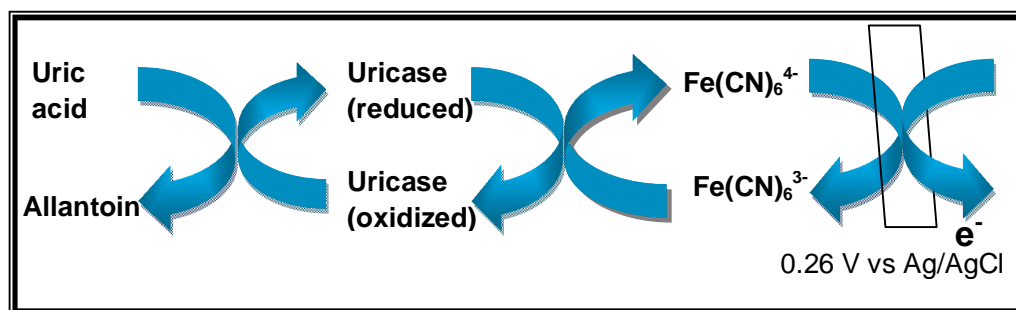 Uric
acid
Allantoin
Uricase
(reduced)
Uricase
(oxidized)
Fe(CN)₆⁴⁻
Fe(CN)₆³⁻
e⁻
0.26 V vs Ag/AgCl